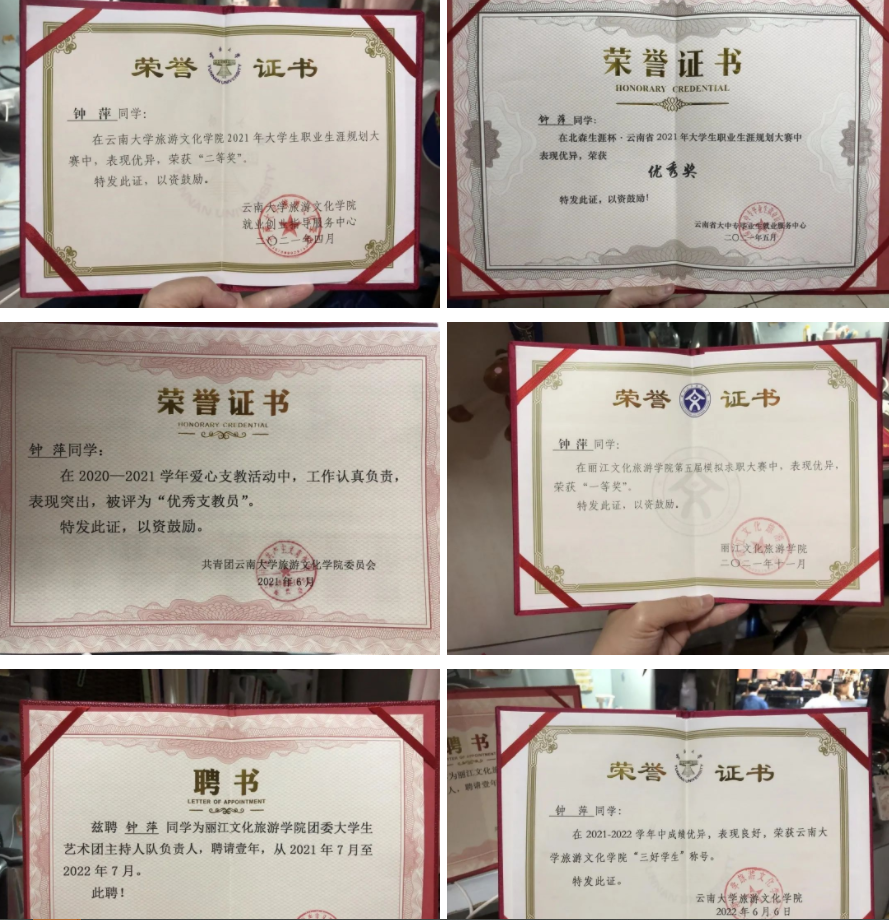 荣誉 证书
钟 萍 同学:
在云南大学旅游文化学院2021年大学生职业生涯规划大
赛中，表现优异，荣获“二等奖”。
特发此证，以资鼓励。
云南大学旅游文化学院
就业创业指导服务中心
二〇二一年四月
荣誉证书
HONORARY CREDENTIAL
钟 萍 同学：
在北森生涯杯·云南省2021年大学生职业生涯规划大赛中
表现优异，荣获
优秀奖
特发此证，以资鼓励！
云南省大中专毕业生就业服务中心
二〇二一年五月
荣誉证书
HONORARY CREDENTIAL
钟 萍同学：
在2020—2021学年爱心支教活动中，工作认真负责，
表现突出，被评为“优秀支教员”。
特发此证，以资鼓励。
共青团云南大学旅游文化学院委员会
2021年6月
荣誉 证书
钟 萍 同学:
在丽江文化旅游学院第五届模拟求职大赛中，表现优异，
荣获“一等奖”。
特发此证，以资鼓励。
丽江文化旅游学院
二〇二一年十一月
聘书
LETTER OF APPOINTMENT
兹聘 钟 萍 同学为丽江文化旅游学院团委大学生
艺术团主持人队负责人，聘请壹年，从2021年7月至
2022年7月。
此聘！
聘书
荣誉 证书
钟 萍 同学:
在2021-2022学年中成绩优异，表现良好，荣获云南大
学旅游文化学院“三好学生”称号。
特发此证。
云南大学旅游文化学院
2022年6月6日